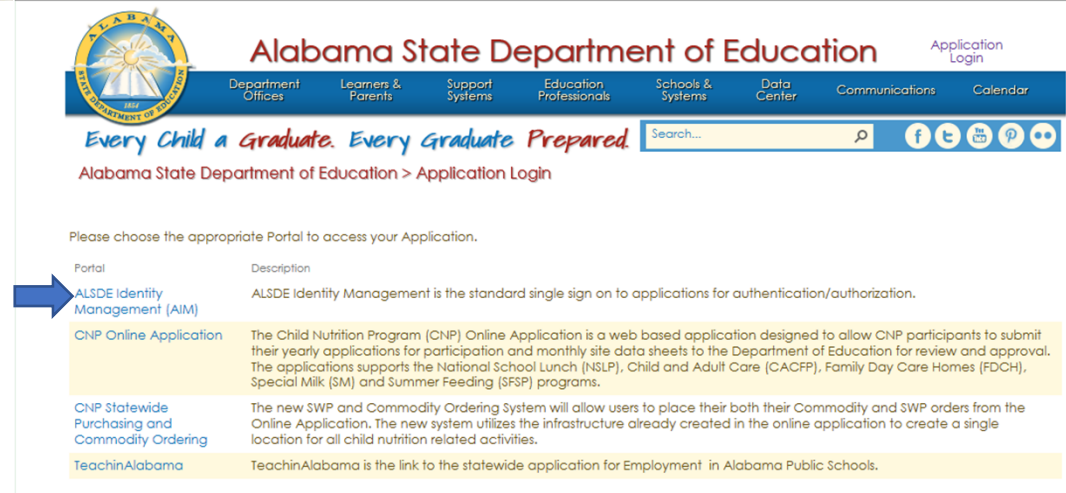 ALABAMA
STATE DEPARTMENT OF EDUCATION
1854
Alabama State Department of Education
Application
Login
Department
Offices
Learners &
Parents
Support
Systems
Education
Professionals
Schools &
Systems
Data
Center
Communications
Calendar
Every Child a Graduate. Every Graduate Prepared.
Search...
Alabama State Department of Education > Application Login
Please choose the appropriate Portal to access your Application.
Portal Description
ALSDE Identity
Management (AIM)
ALSDE Identity Management is the standard single sign on to applications for authentication/authorization.
CNP Online Application
The Child Nutrition Program (CNP) Online Application is a web based application designed to allow CNP participants to submit
their yearly applications for participation and monthly site data sheets to the Department of Education for review and approval.
The applications supports the National School Lunch (NSLP), Child and Adult Care (CACFP), Family Day Care Homes (FDCH),
Special Milk (SM) and Summer Feeding (SFSP) programs.
CNP Statewide
Purchasing and
Commodity Ordering
The new SWP and Commodity Ordering System will allow users to place their both their Commodity and SWP orders from the
Online Application. The new system utilizes the infrastructure already created in the online application to create a single
location for all child nutrition related activities.
TeachinAlabama
TeachinAlabama is the link to the statewide application for Employment in Alabama Public Schools.